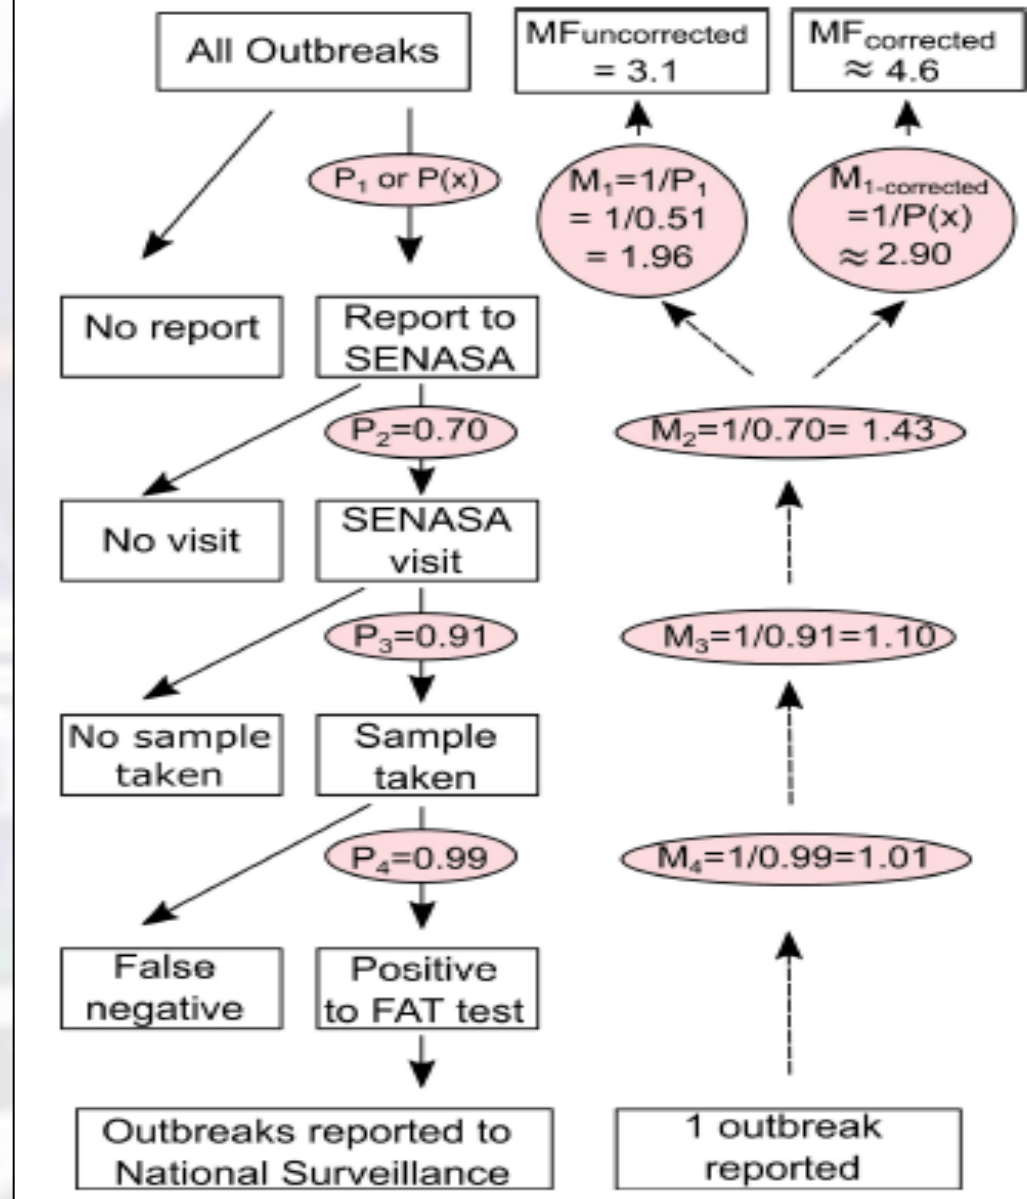 All Outbreaks
P₁ or P(x)
No report
Report to
SENASA
P₂=0.70
No visit
SENASA
visit
P₃=0.91
No sample
taken
Sample
taken
P₄=0.99
False
negative
Positive
to FAT test
Outbreaks reported to
National Surveillance
MFuncorrected
= 3.1
MFcorrected
≈ 4.6
M₁=1/P₁
= 1/0.51
= 1.96
M1-corrected
=1/P(x)
≈ 2.90
M₂=1/0.70= 1.43
M₃=1/0.91=1.10
M₄=1/0.99=1.01
1 outbreak
reported